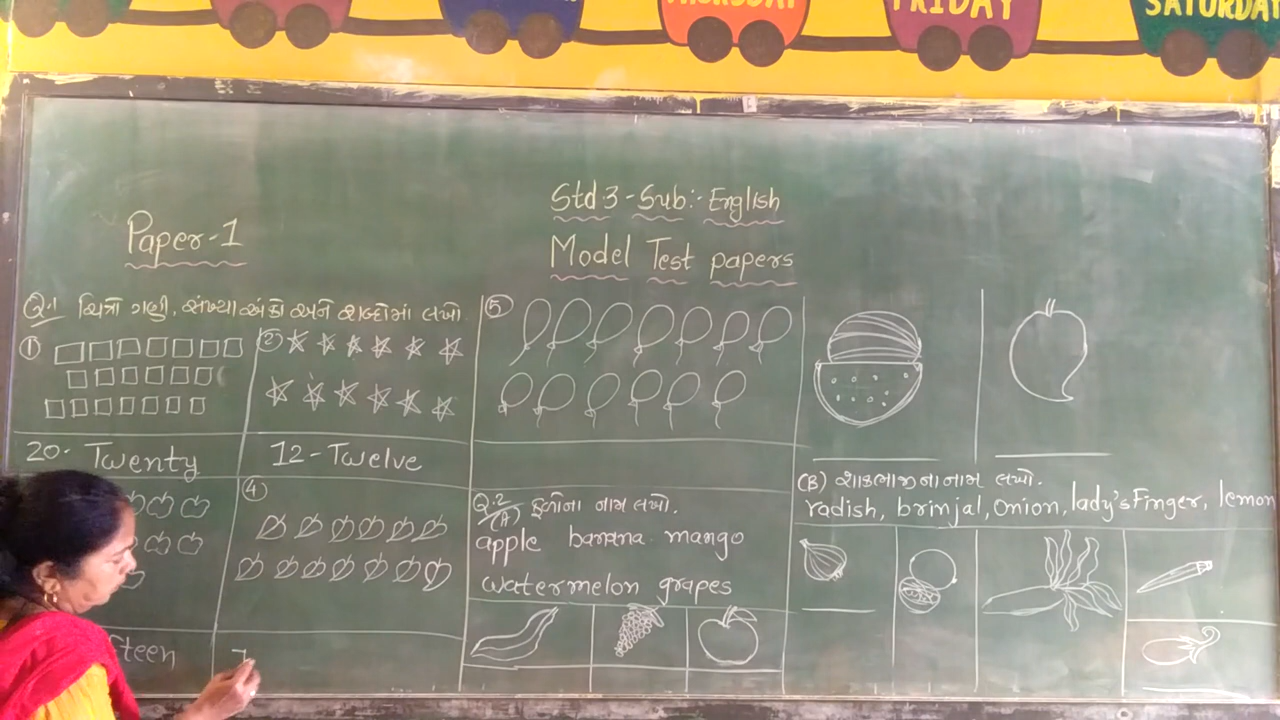 THURSDAY
FRIDAY
SATURDAY
Std 3 - Sub:- English
Model Test papers
Paper-1
Q.1 ચિત્રો ગણી, સંખ્યા અંકો અને શબ્દોમાં લખો.
①
②
20. Twenty
12 - Twelve
④
teen
⑤
Q.2 (A) ફળોના નામ લખો.
apple banana mango
watermelon grapes
(B) શાકભાજીના નામ લખો.
radish, brinjal, onion, lady's finger, lemon